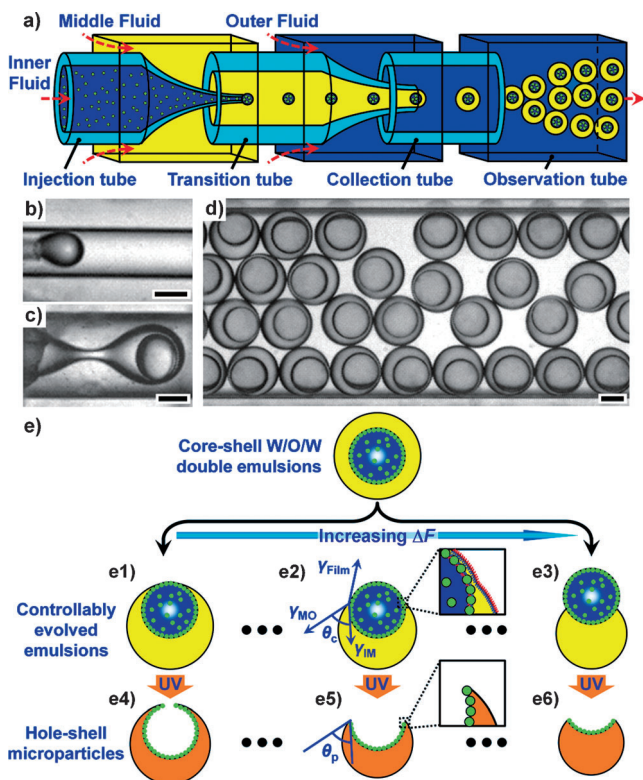 a)
Middle Fluid
Outer Fluid
Inner
Fluid
Injection tube
Transition tube
Collection tube
Observation tube
b)
c)
d)
e)
Core-shell W/O/W
double emulsions
Increasing ΔF
e1)
e2)
e3)
γFilm
γMO
θc
γIM
Controllably
evolved
emulsions
UV
UV
UV
e4)
e5)
e6)
Hole-shell
microparticles
θp